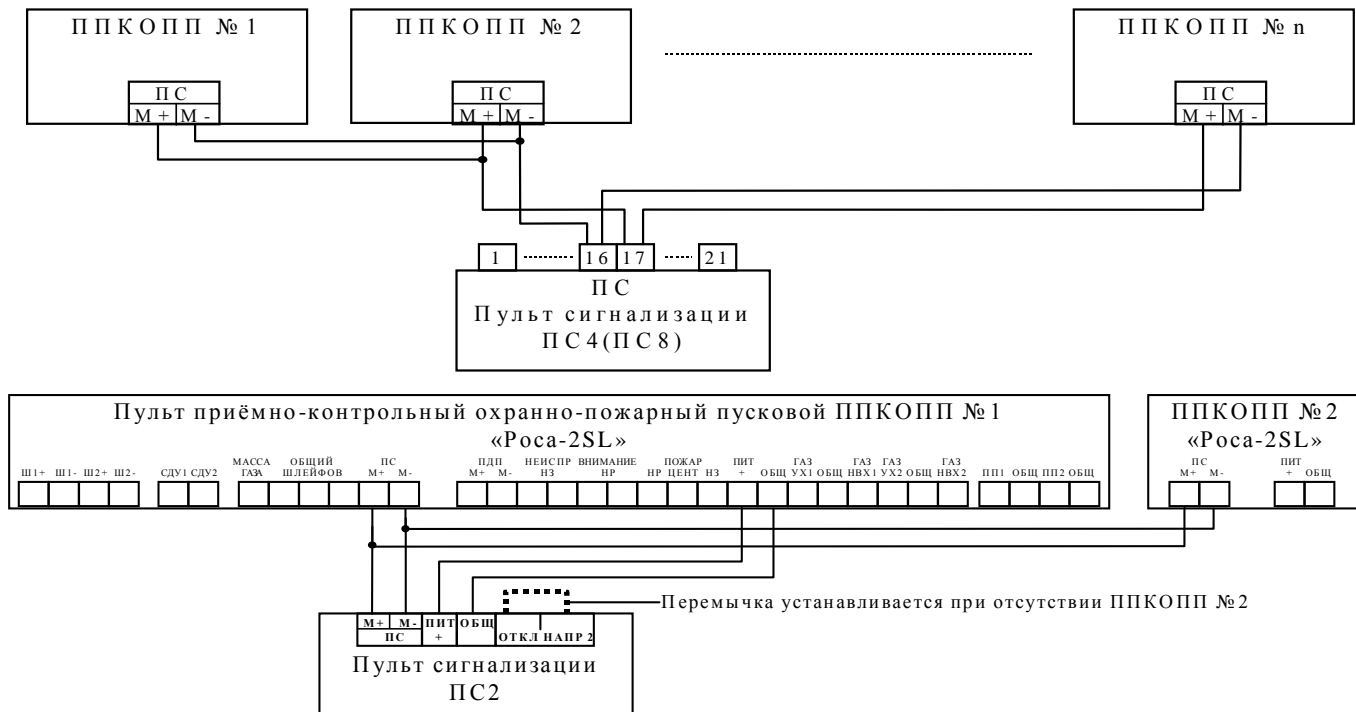 ППКОПП №1 ППКОПП №2 ППКОПП № n
ПС ПС ПС
М+ М- М+ М- М+ М-
1 16 17 21
ПС
Пульт сигнализации
ПС4(ПС8)
Пульт приёмно-контрольный охранно-пожарный пусковой ППКОПП №1 ППКОПП №2
«Роса-2SL» «Роса-2SL»
МАССА ОБЩИЙ ПС ПДП НЕИСПР ВНИМАНИЕ ПОЖАР ПИТ ГАЗ ГАЗ ГАЗ ГАЗ ПС ПИТ
Ш1+ Ш1- Ш2+ Ш2- СДУ1 СДУ2 ГАЗА ШЛЕЙФОВ М+ М- М+ М- НЗ НР НР ЦЕНТ НЗ + ОБЩ УХ1 ОБЩ НВХ1 УХ2 ОБЩ НВХ2 ПП1 ОБЩ ПП2 ОБЩ М+ М- + ОБЩ
Перемычка устанавливается при отсутствии ППКОПП №2
М+ М- ПИТ ОБЩ
ПС + ОТКЛ НАПР2
Пульт сигнализации
ПС2